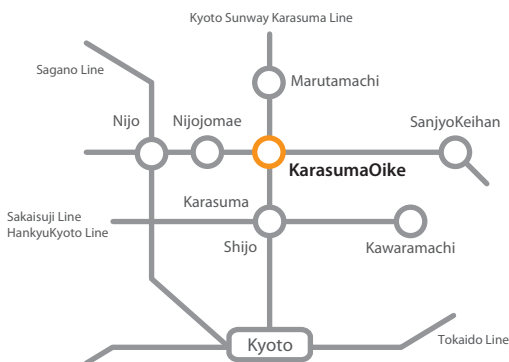 Kyoto Sunway Karasuma Line
Sagano Line
Marutamachi
Nijo
Nijojomae
SanjyoKeihan
KarasumaOike
Karasuma
Sakaisuji Line
HankyuKyoto Line
Shijo
Kawaramachi
Kyoto
Tokaido Line